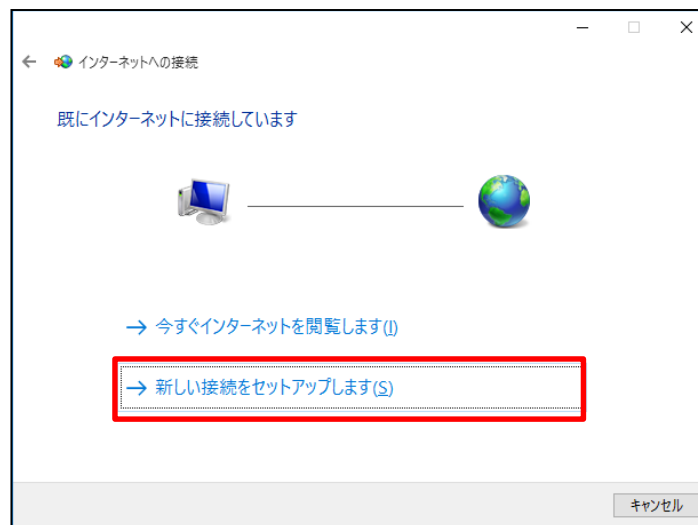 インターネットへの接続
既にインターネットに接続しています
今すぐインターネットを閲覧します(I)
新しい接続をセットアップします(S)
キャンセル